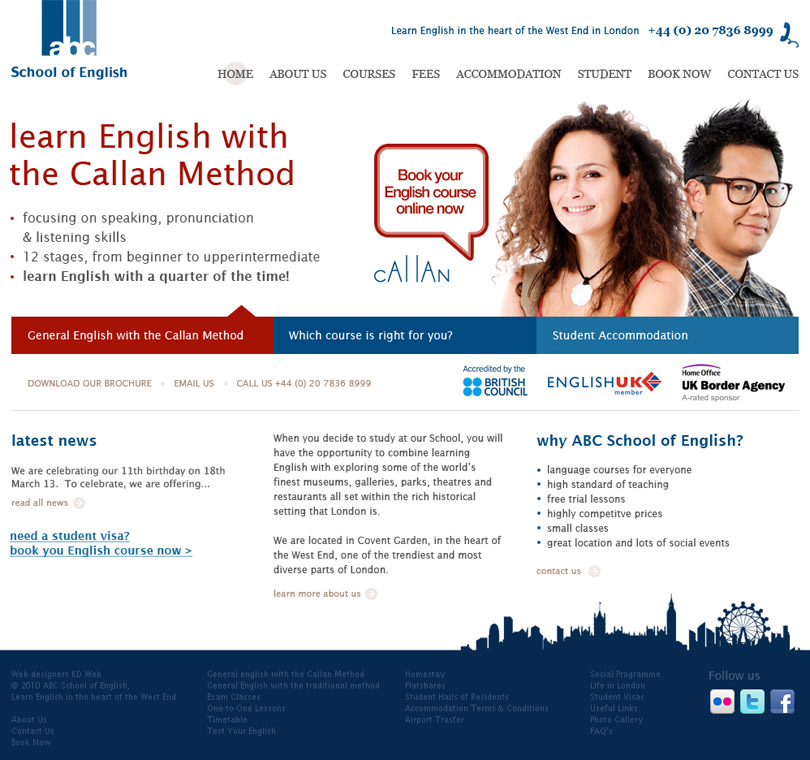 abc
School of English
Learn English in the heart of the West End in London +44 (0) 20 7836 8999
HOME ABOUT US COURSES FEES ACCOMMODATION STUDENT BOOK NOW CONTACT US
learn English with
the Callan Method
• focusing on speaking, pronunciation
& listening skills
• 12 stages, from beginner to upperintermediate
• learn English with a quarter of the time!
Book your
English course
online now
CALLAN
General English with the Callan Method
Which course is right for you?
Student Accommodation
DOWNLOAD OUR BROCHURE EMAIL US CALL US +44 (0) 20 7836 8999
Accredited by the
BRITISH
COUNCIL
ENGLISHUK
member
Home Office
UK Border Agency
A-rated sponsor
latest news
We are celebrating our 11th birthday on 18th
March 13. To celebrate, we are offering...
read all news
need a student visa?
book you English course now >
When you decide to study at our School, you will
have the opportunity to combine learning
English with exploring some of the world's
finest museums, galleries, parks, theatres and
restaurants all set within the rich historical
setting that London is.
We are located in Covent Garden, in the heart of
the West End, one of the trendiest and most
diverse parts of London.
learn more about us
why ABC School of English?
• language courses for everyone
• high standard of teaching
• free trial lessons
• highly competitve prices
• small classes
• great location and lots of social events
contact us
Web designers KD Web
© 2010 ABC School of English,
Learn English in the heart of the West End
About Us
Contact Us
Book Now
General english with the Callan Method
General English with the traditional method
Exam Classes
One-to-One Lessons
Timetable
Test Your English
Homestay
Flatshares
Student Halls of Residents
Accommodation Terms & Conditions
Airport Trasfer
Social Programme
Life in London
Student Visas
Useful Links
Photo Gallery
FAQ's
Follow us